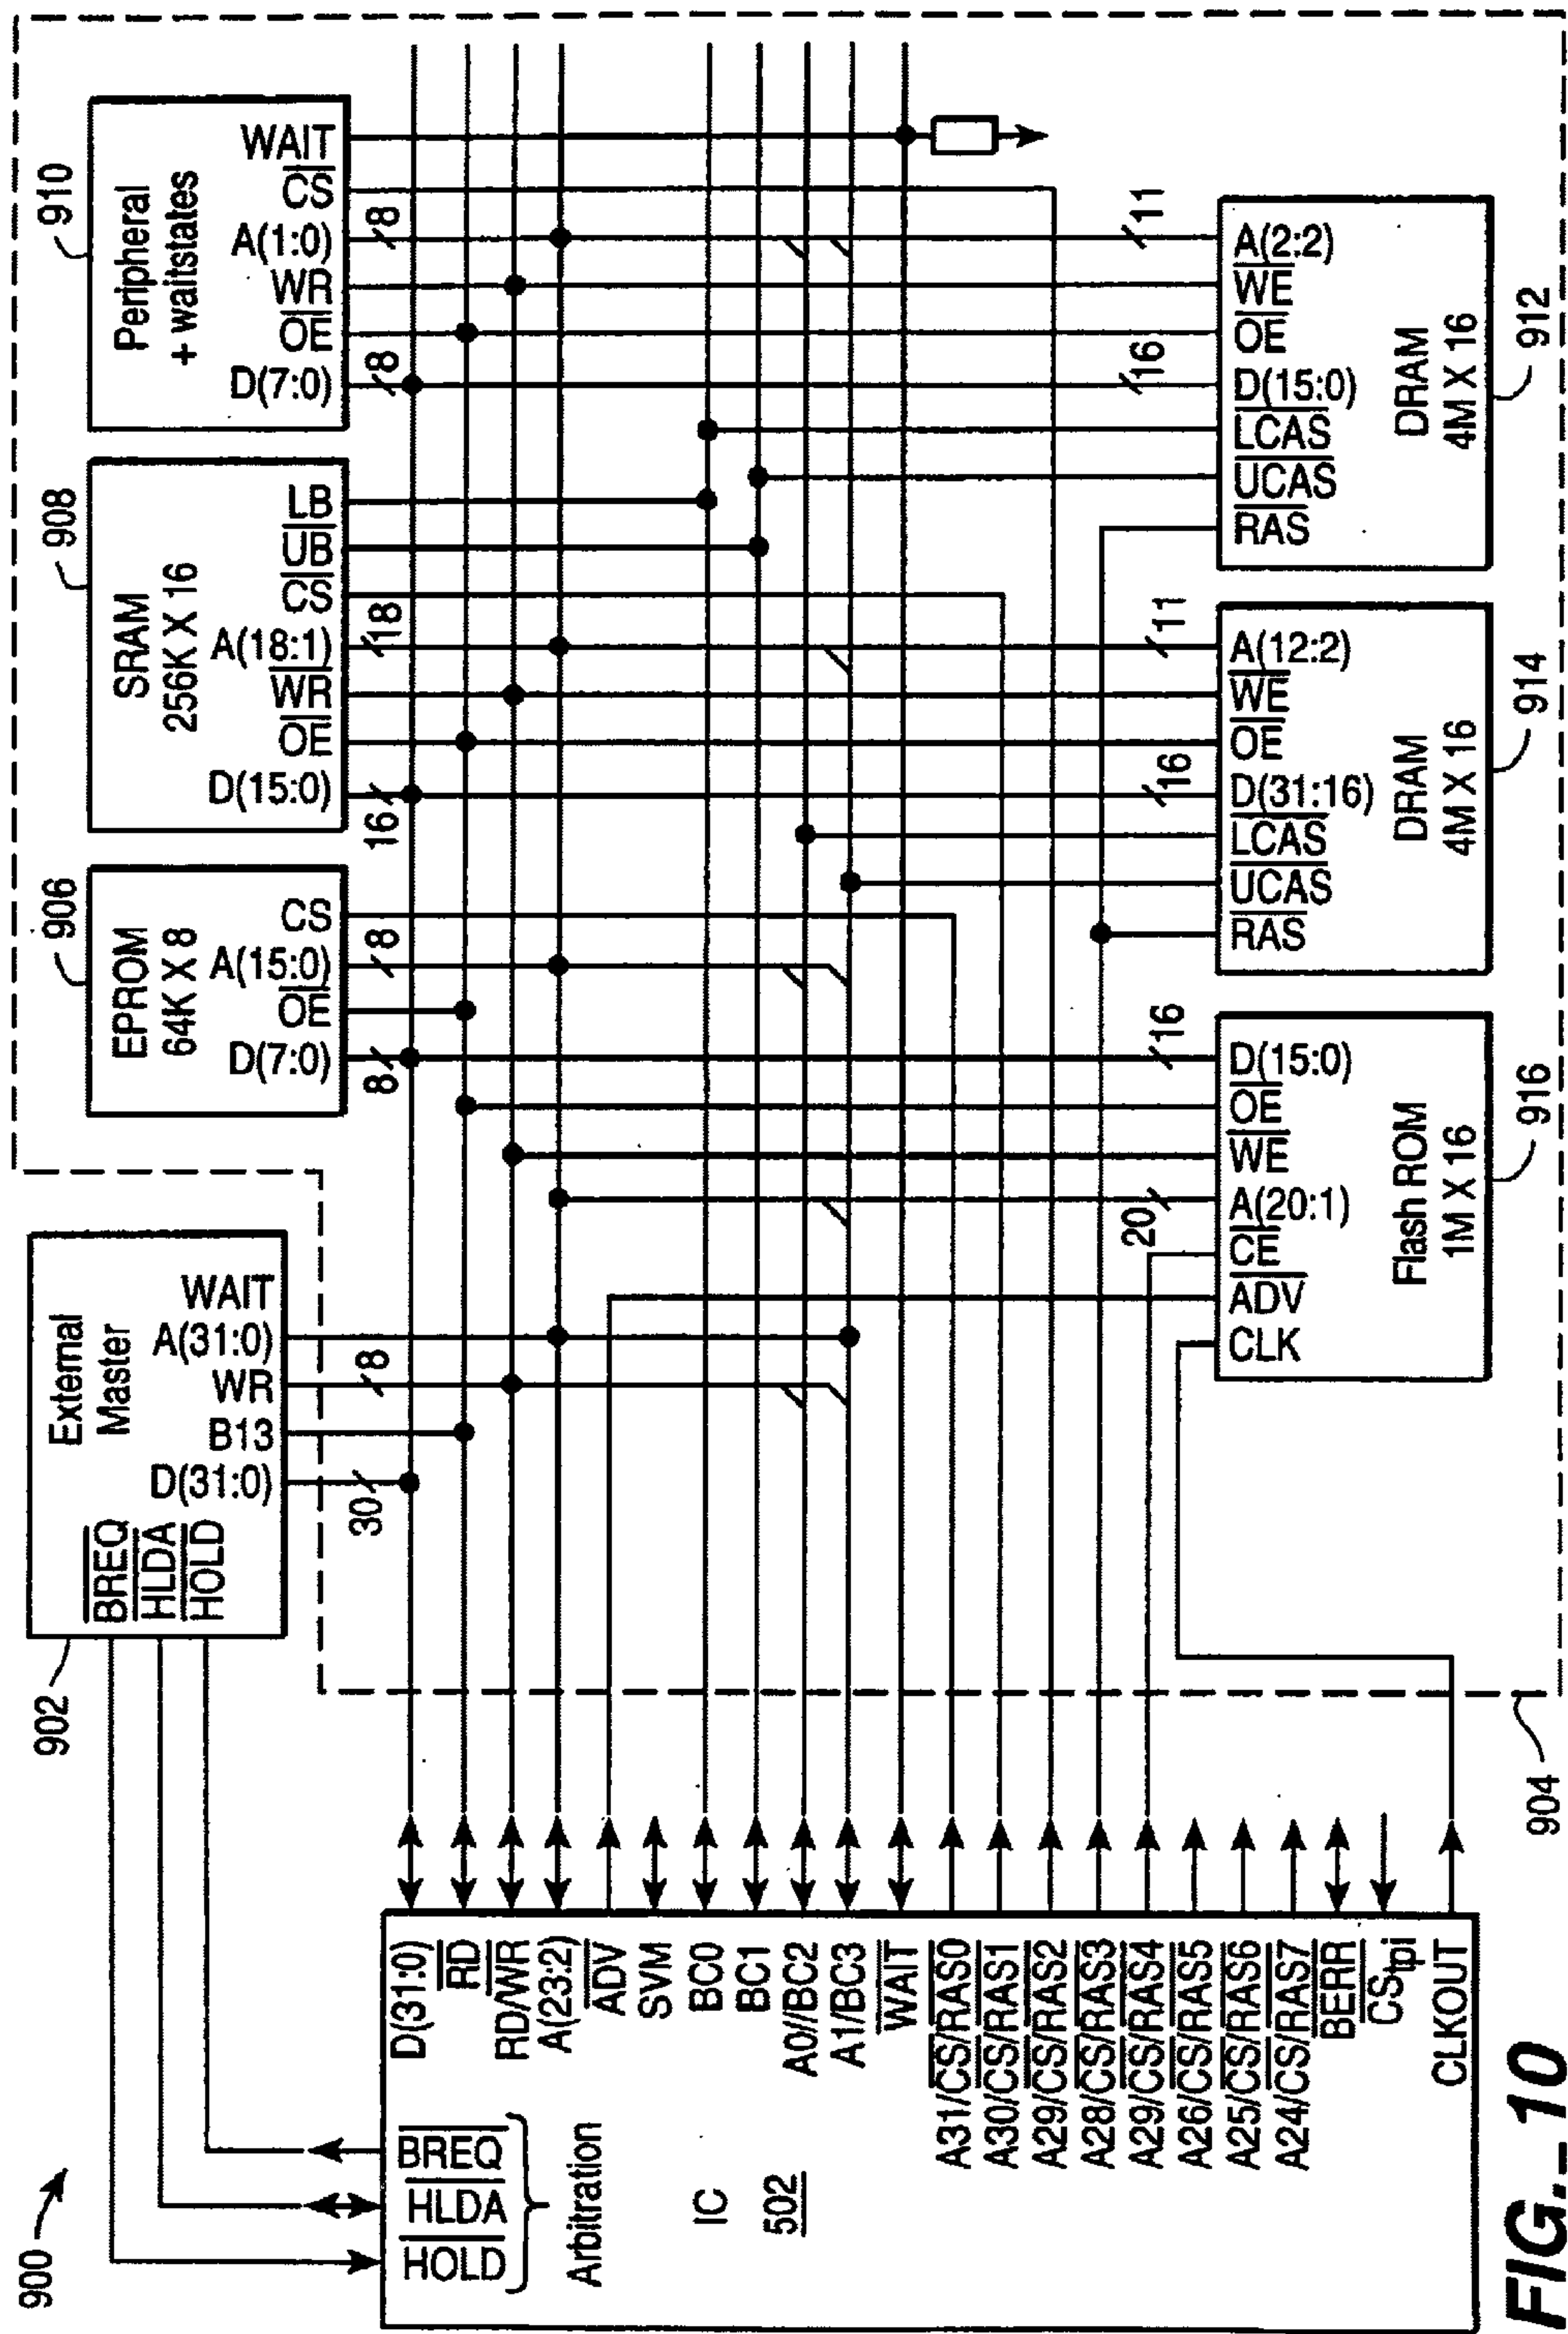 900
902
External
Master
BREQ
HLDA
HOLD
WAIT
A(31:0)
WR
B13
D(31:0)
30
8
906
EPROM
64K X 8
CS
A(15:0)
OE
D(7:0)
8
8
908
SRAM
256K X 16
LB
UB
CS
A(18:1)
WR
OE
D(15:0)
18
16
910
Peripheral
+ waitstates
WAIT
CS
A(1:0)
WR
OE
D(7:0)
8
8
BREQ
HLDA
HOLD
Arbitration
IC
502
D(31:0)
RD
RD/WR
A(23:2)
ADV
SVM
BC0
BC1
A0//BC2
A1/BC3
WAIT
A31/CS/RAS0
A30/CS/RAS1
A29/CS/RAS2
A28/CS/RAS3
A29/CS/RAS4
A26/CS/RAS5
A25/CS/RAS6
A24/CS/RAS7
BERR
CStpi
CLKOUT
904
16
20
D(15:0)
OE
WE
A(20:1)
CE
ADV
CLK
Flash ROM
1M X 16
916
11
16
A(12:2)
WE
OE
D(31:16)
LCAS
UCAS
RAS
DRAM
4M X 16
914
11
16
A(2:2)
WE
OE
D(15:0)
LCAS
UCAS
RAS
DRAM
4M X 16
912
FIG._10